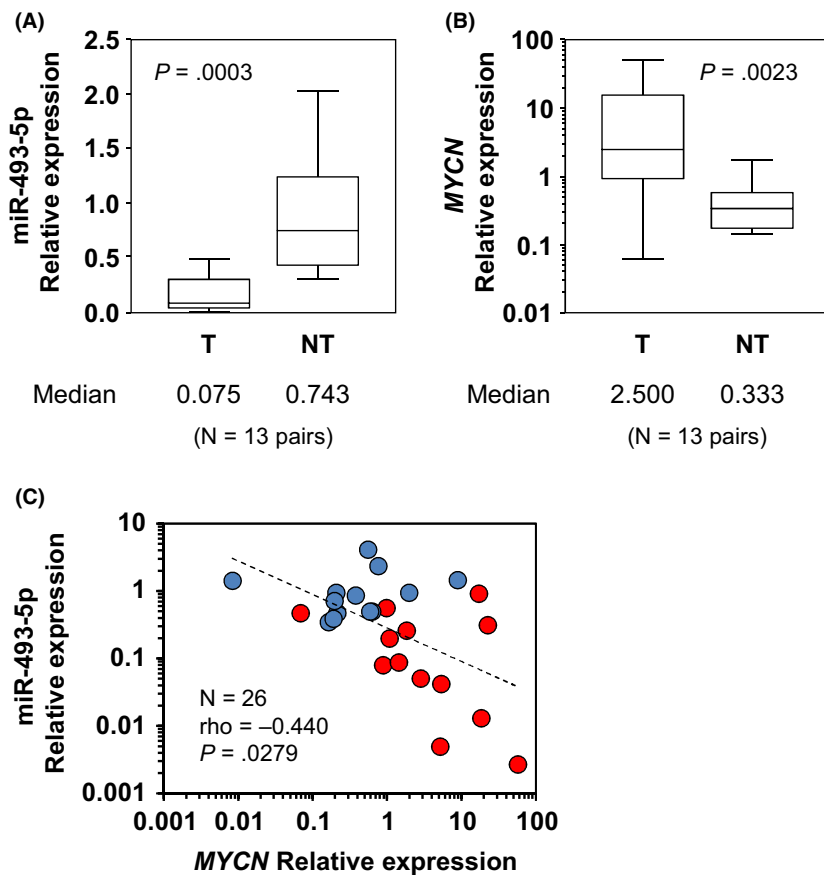 (A)
miR-493-5p
Relative expression
2.5
2.0
1.5
1.0
0.5
0.0
P = .0003
T NT
Median 0.075 0.743
(N = 13 pairs)
(B)
MYCN
Relative expression
100
10
1
0.1
0.01
P = .0023
T NT
Median 2.500 0.333
(N = 13 pairs)
(C)
miR-493-5p
Relative expression
10
1
0.1
0.01
0.001
N = 26
rho = –0.440
P = .0279
0.001 0.01 0.1 1 10 100
MYCN Relative expression